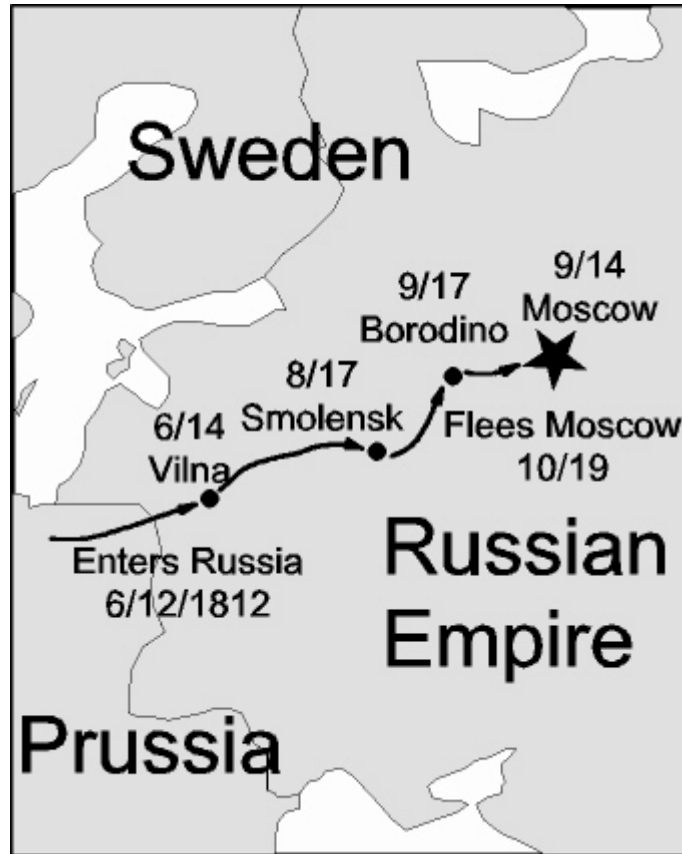 Sweden
9/14
Moscow
9/17
Borodino
8/17
Smolensk
6/14
Vilna
Flees Moscow
10/19
Enters Russia
6/12/1812
Russian
Empire
Prussia